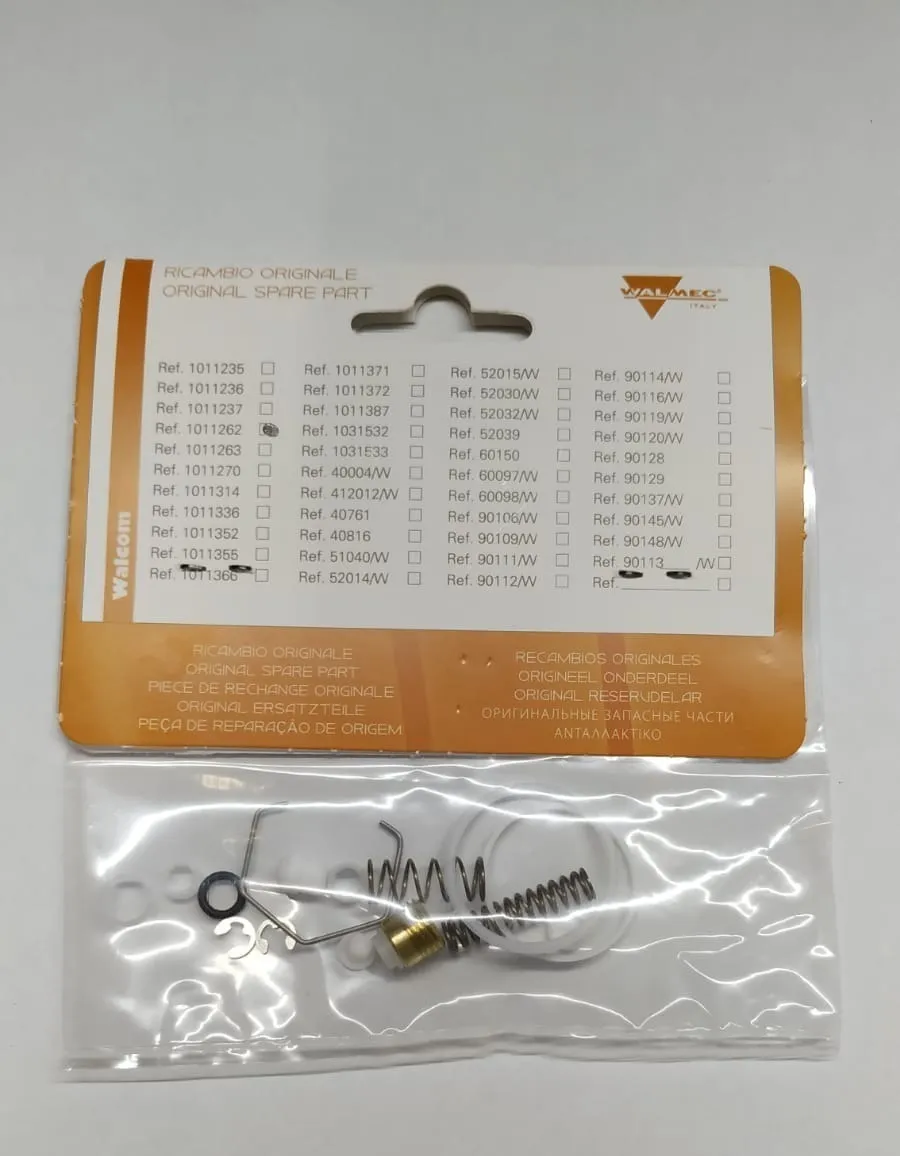 RICAMBIO ORIGINALE
ORIGINAL SPARE PART
WALMEC®
ITALY
Walcom
Ref. 1011235
Ref. 1011236
Ref. 1011237
Ref. 1011262
Ref. 1011263
Ref. 1011270
Ref. 1011314
Ref. 1011336
Ref. 1011352
Ref. 1011355
Ref. 1011366
Ref. 1011371
Ref. 1011372
Ref. 1011387
Ref. 1031532
Ref. 1031533
Ref. 40004/W
Ref. 412012/W
Ref. 40761
Ref. 40816
Ref. 51040/W
Ref. 52014/W
Ref. 52015/W
Ref. 52030/W
Ref. 52032/W
Ref. 52039
Ref. 60150
Ref. 60097/W
Ref. 60098/W
Ref. 90106/W
Ref. 90109/W
Ref. 90111/W
Ref. 90112/W
Ref. 90114/W
Ref. 90116/W
Ref. 90119/W
Ref. 90120/W
Ref. 90128
Ref. 90129
Ref. 90137/W
Ref. 90145/W
Ref. 90148/W
Ref. 90113____/W
Ref.____________
RICAMBIO ORIGINALE
ORIGINAL SPARE PART
PIECE DE RECHANGE ORIGINALE
ORIGINAL ERSATZTEILE
PEÇA DE REPARAÇÃO DE ORIGEM
RECAMBIOS ORIGINALES
ORIGINEEL ONDERDEEL
ORIGINAL RESERVDELAR
ОРИГИНАЛЬНЫЕ ЗАПАСНЫЕ ЧАСТИ
ΑΝΤΑΛΛΑΚΤΙΚΟ